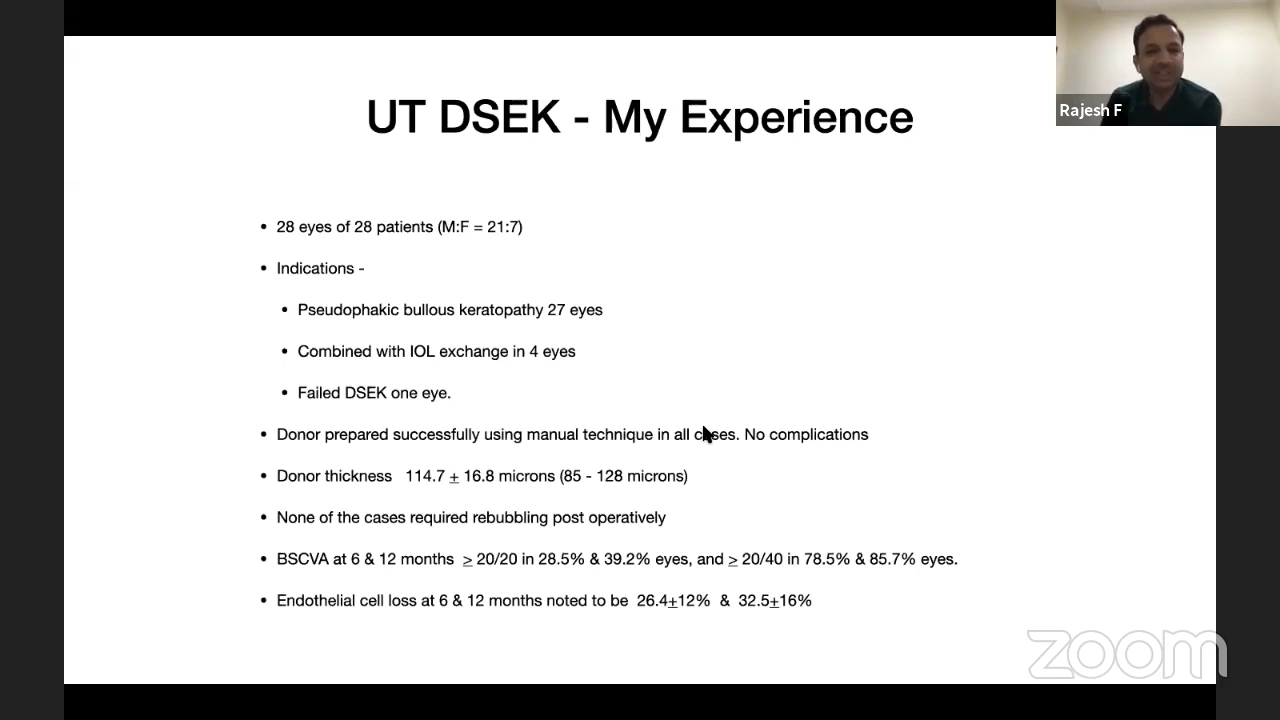 UT DSEK - My Experience
Rajesh F
• 28 eyes of 28 patients (M:F = 21:7)
• Indications -
• Pseudophakic bullous keratopathy 27 eyes
• Combined with IOL exchange in 4 eyes
• Failed DSEK one eye.
• Donor prepared successfully using manual technique in all cases. No complications
• Donor thickness 114.7 ± 16.8 microns (85 - 128 microns)
• None of the cases required rebubbling post operatively
• BSCVA at 6 & 12 months ≥ 20/20 in 28.5% & 39.2% eyes, and ≥ 20/40 in 78.5% & 85.7% eyes.
• Endothelial cell loss at 6 & 12 months noted to be 26.4±12% & 32.5±16%
zoom